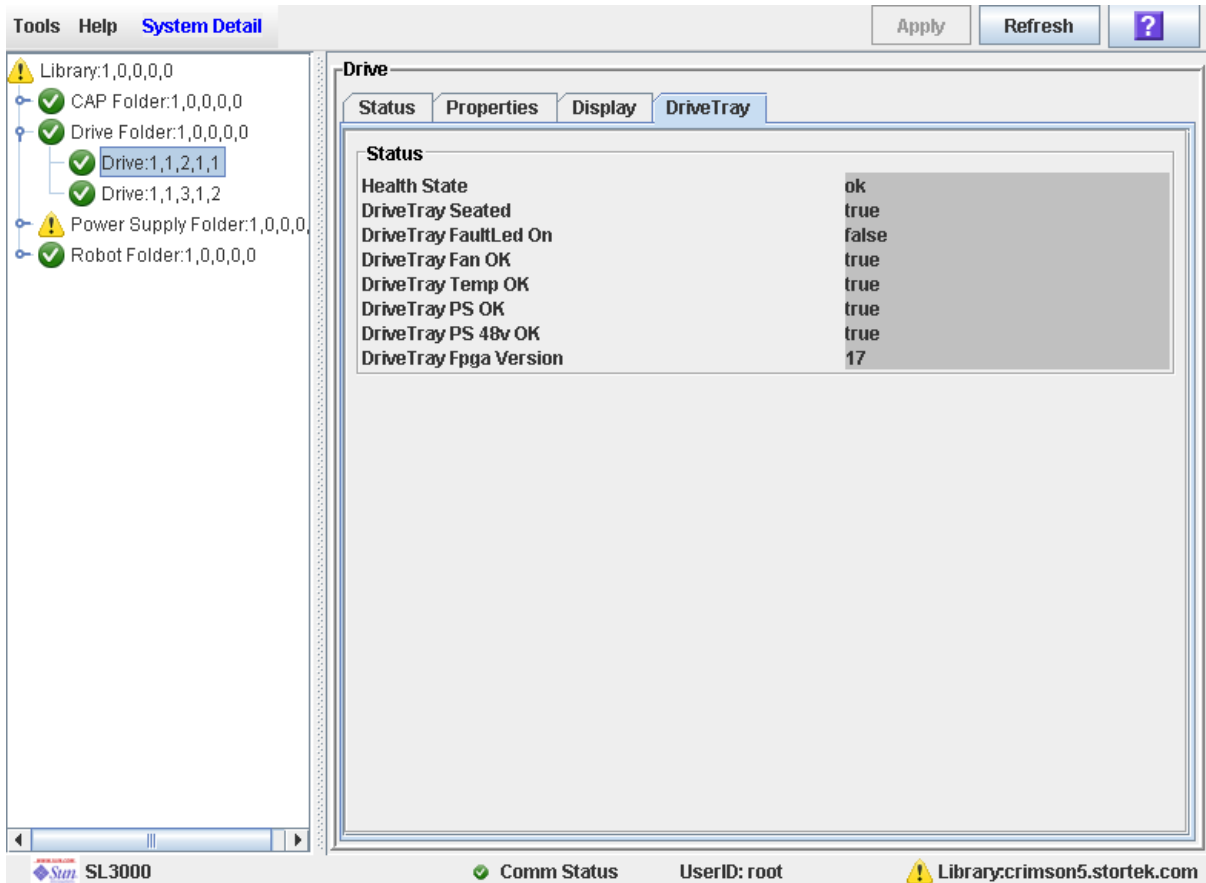 Tools Help System Detail Apply Refresh ?
Library:1,0,0,0,0
CAP Folder:1,0,0,0,0
Drive Folder:1,0,0,0,0
Drive:1,1,2,1,1
Drive:1,1,3,1,2
Power Supply Folder:1,0,0,0,
Robot Folder:1,0,0,0,0
Drive
Status Properties Display DriveTray
Status
Health State ok
DriveTray Seated true
DriveTray FaultLed On false
DriveTray Fan OK true
DriveTray Temp OK true
DriveTray PS OK true
DriveTray PS 48v OK true
DriveTray Fpga Version 17
Sun SL3000 Comm Status UserID: root Library:crimson5.stortek.com